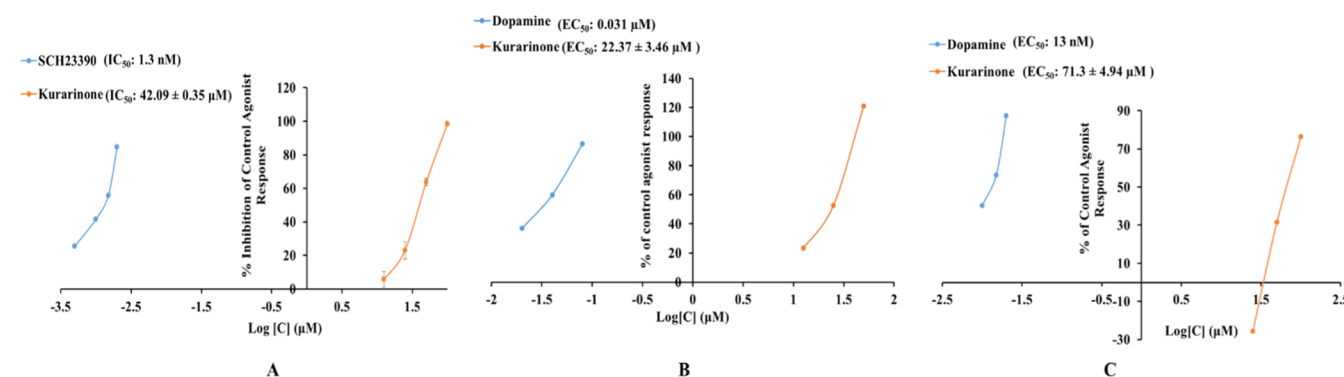 SCH23390 (IC₅₀: 1.3 nM)
Kurarinone (IC₅₀: 42.09 ± 0.35 µM)
% Inhibition of Control Agonist
Response
120
100
80
60
40
20
0
-3.5 -2.5 -1.5 -0.5 0.5 1.5
Log [C] (µM)
A
Dopamine (EC₅₀: 0.031 µM)
Kurarinone (EC₅₀: 22.37 ± 3.46 µM )
% of control agonist response
140
120
100
80
60
40
20
0
-2 -1.5 -1 -0.5 0 0.5 1 1.5 2
Log[C] (µM)
B
Dopamine (EC₅₀: 13 nM)
Kurarinone (EC₅₀: 71.3 ± 4.94 µM )
% of Control Agonist
Response
90
70
50
30
10
-10
-30
-2.5 -1.5 -0.5 0.5 1.5 2.5
Log[C] (µM)
C